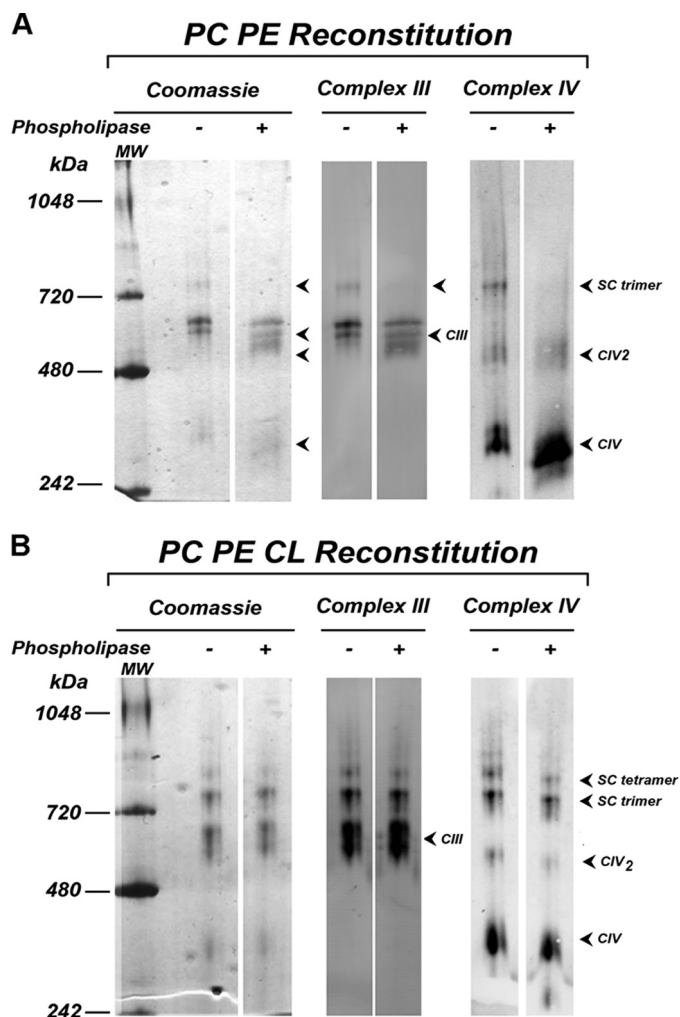 A
PC PE Reconstitution
Coomassie Complex III Complex IV
Phospholipase - + - + - +
kDa MW
1048
720 SC trimer
CIII
480 CIV2
CIV
242
B
PC PE CL Reconstitution
Coomassie Complex III Complex IV
Phospholipase - + - + - +
kDa MW
1048
SC tetramer
SC trimer
720
CIII
CIV2
480
CIV
242